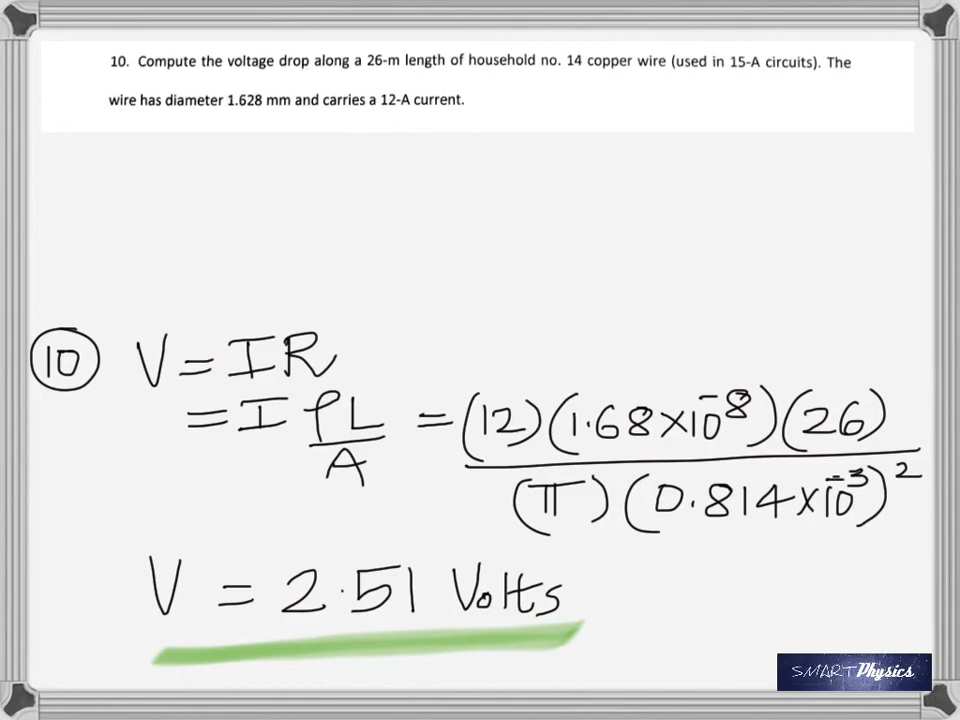 10. Compute the voltage drop along a 26-m length of household no. 14 copper wire (used in 15-A circuits). The
wire has diameter 1.628 mm and carries a 12-A current.
10 V = IR
= I ρL/A = (12)(1.68×10⁻⁸)(26)/(π)(0.814×10⁻³)²
V = 2.51 Volts
SMART Physics